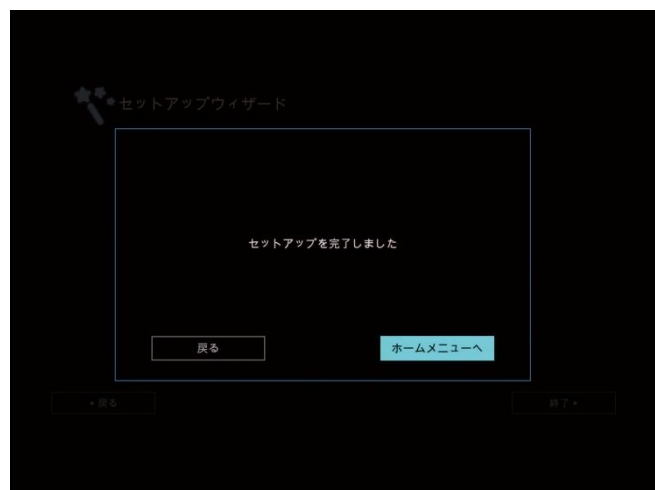 セットアップウィザード
セットアップを完了しました
戻る
ホームメニューへ
• 戻る
終了 •